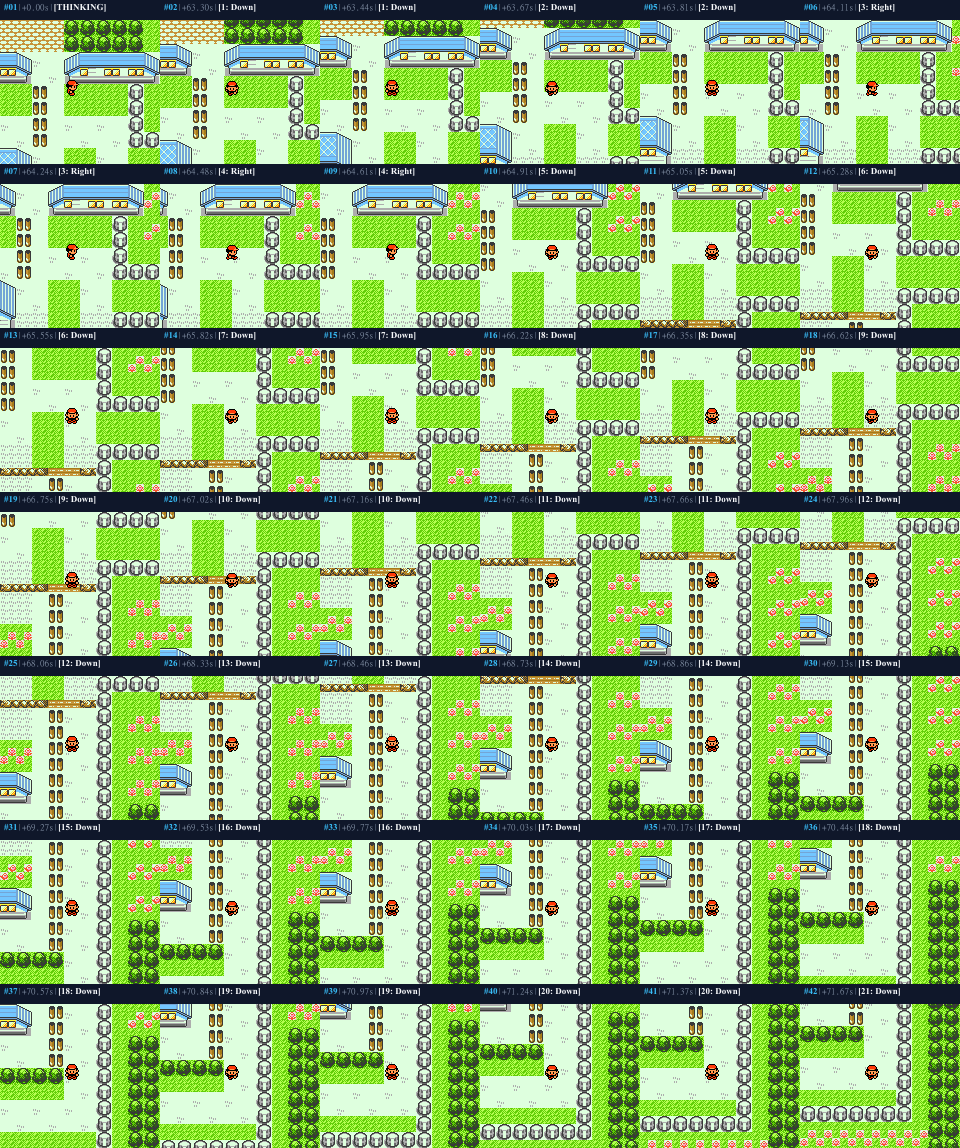 #01|+0.00s|[THINKING] #02|+63.30s|[1: Down] #03|+63.44s|[1: Down] #04|+63.67s|[2: Down] #05|+63.81s|[2: Down] #06|+64.11s|[3: Right]
#07|+64.24s|[3: Right] #08|+64.48s|[4: Right] #09|+64.61s|[4: Right] #10|+64.91s|[5: Down] #11|+65.05s|[5: Down] #12|+65.28s|[6: Down]
#13|+65.55s|[6: Down] #14|+65.82s|[7: Down] #15|+65.95s|[7: Down] #16|+66.22s|[8: Down] #17|+66.35s|[8: Down] #18|+66.62s|[9: Down]
#19|+66.75s|[9: Down] #20|+67.02s|[10: Down] #21|+67.16s|[10: Down] #22|+67.46s|[11: Down] #23|+67.66s|[11: Down] #24|+67.96s|[12: Down]
#25|+68.06s|[12: Down] #26|+68.33s|[13: Down] #27|+68.46s|[13: Down] #28|+68.73s|[14: Down] #29|+68.86s|[14: Down] #30|+69.13s|[15: Down]
#31|+69.27s|[15: Down] #32|+69.53s|[16: Down] #33|+69.77s|[16: Down] #34|+70.03s|[17: Down] #35|+70.17s|[17: Down] #36|+70.44s|[18: Down]
#37|+70.57s|[18: Down] #38|+70.84s|[19: Down] #39|+70.97s|[19: Down] #40|+71.24s|[20: Down] #41|+71.37s|[20: Down] #42|+71.67s|[21: Down]